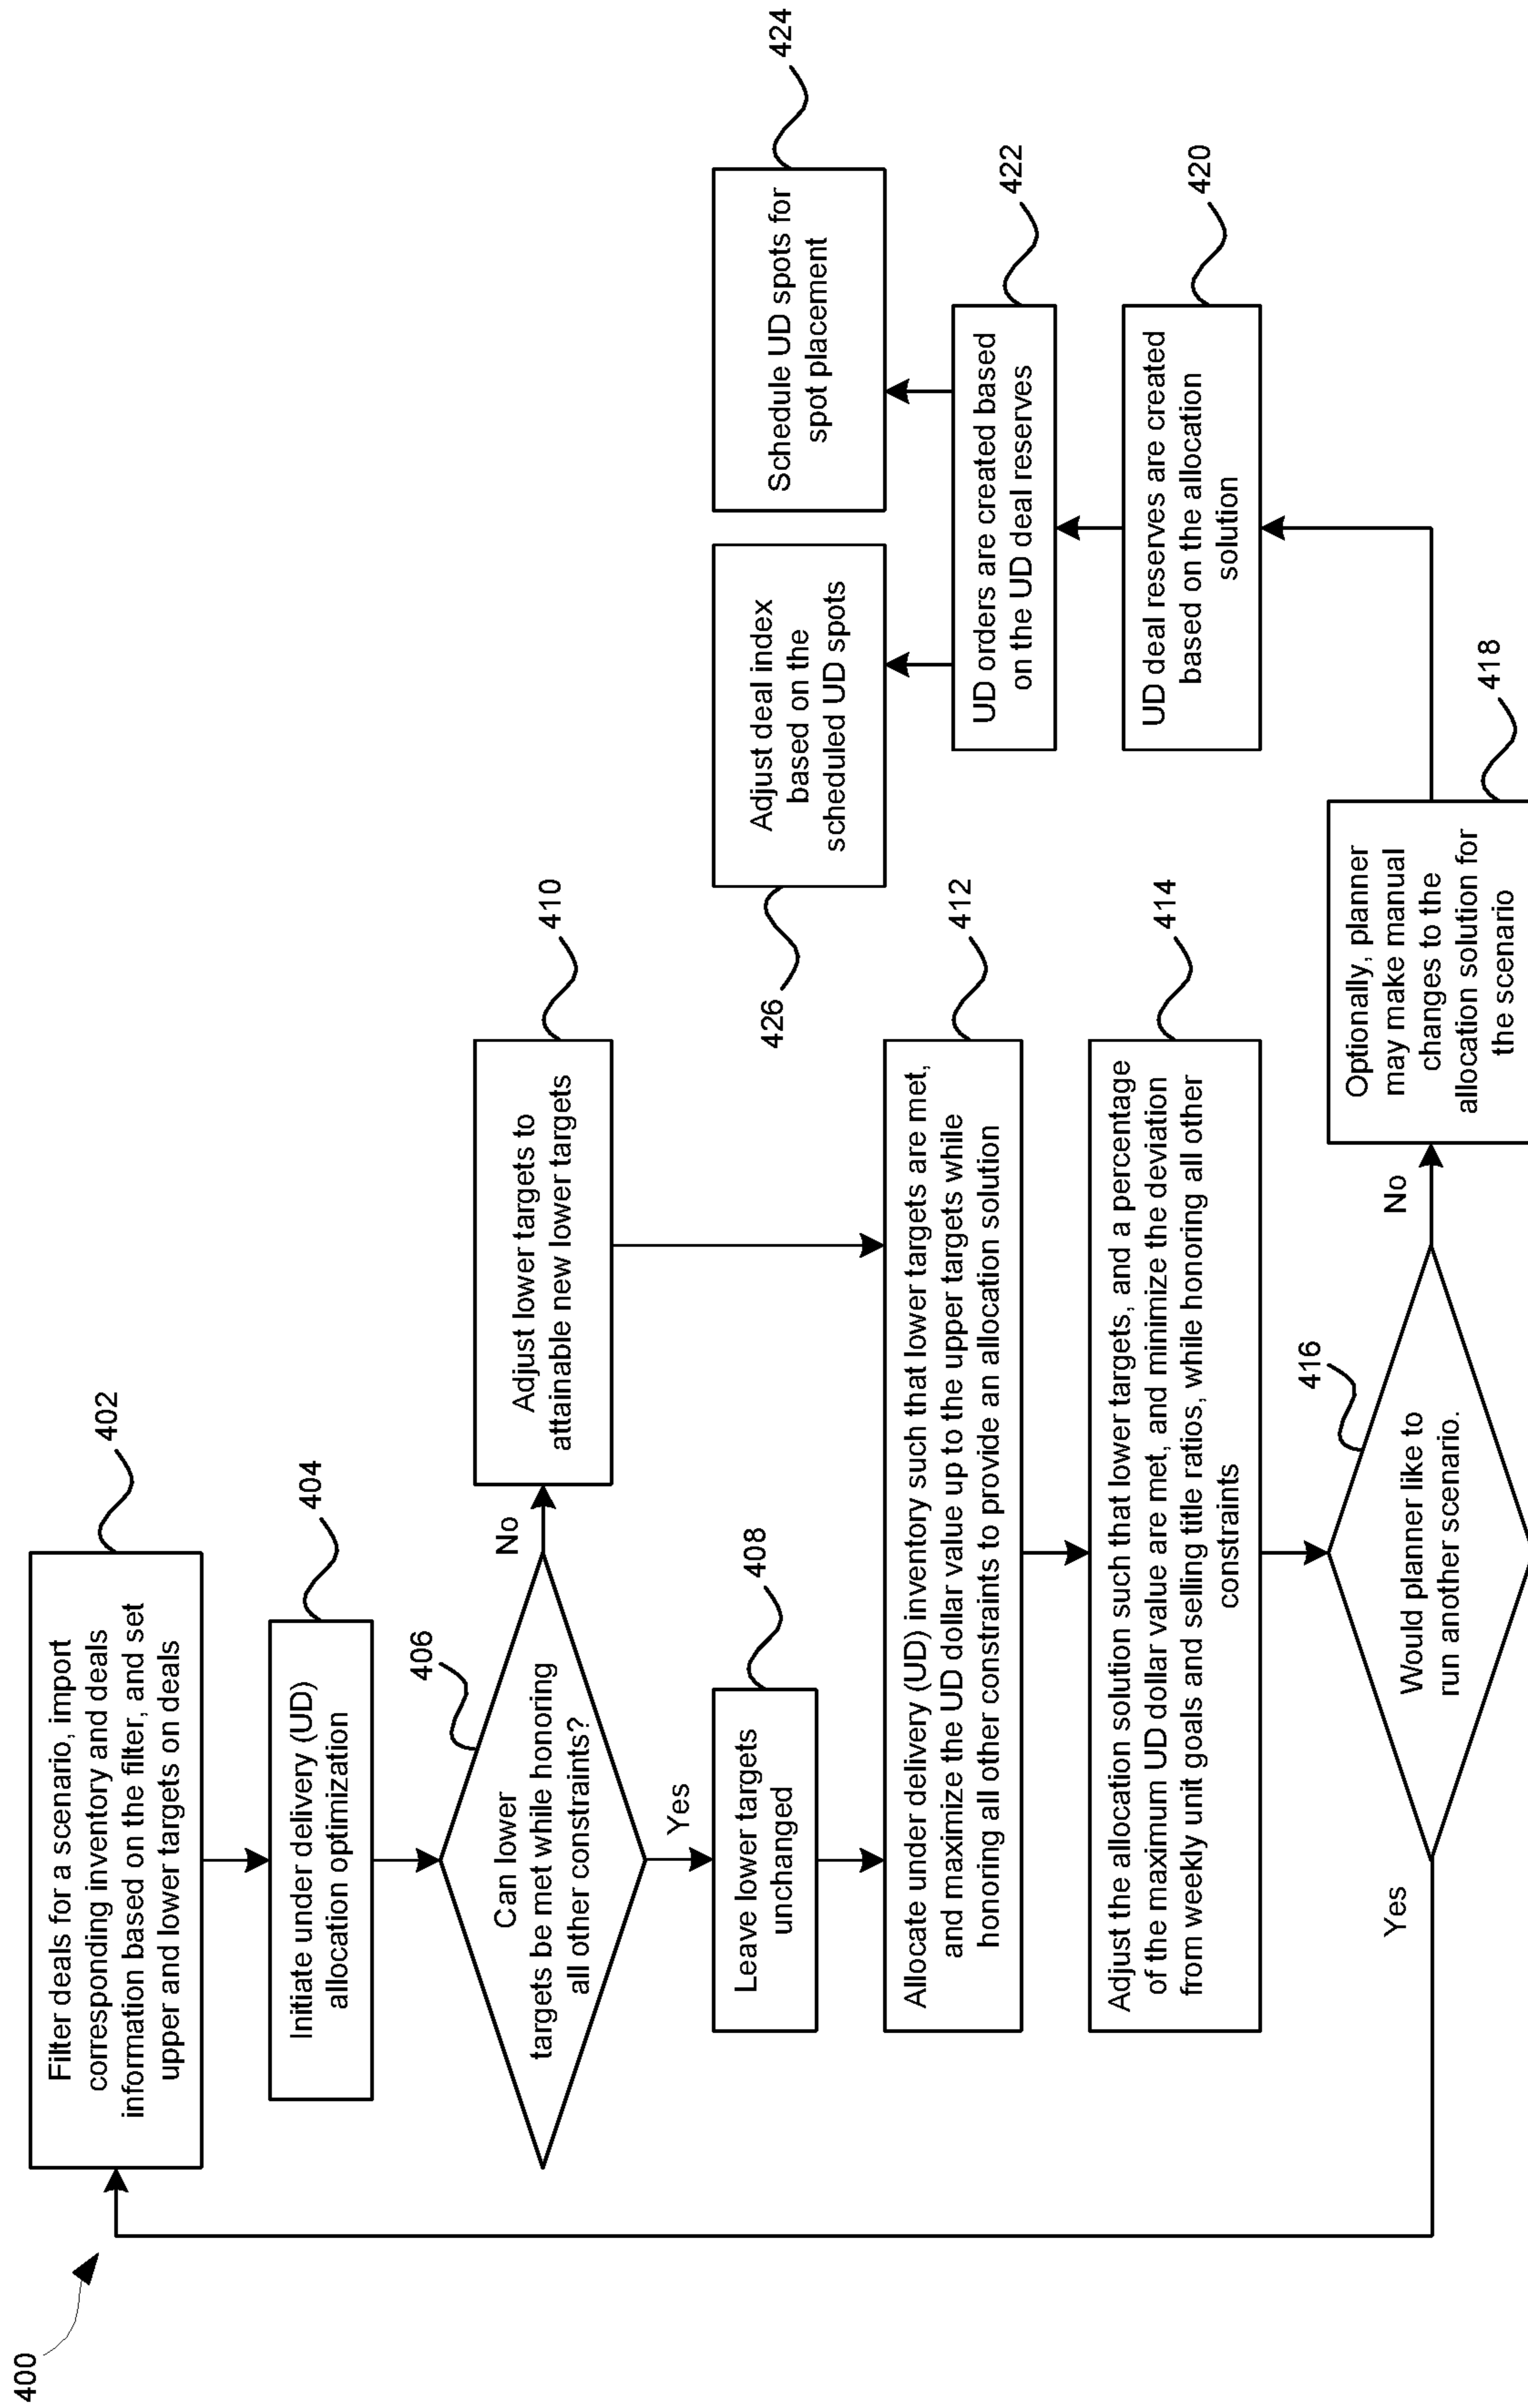 400
402
Filter deals for a scenario, import
corresponding inventory and deals
information based on the filter, and set
upper and lower targets on deals
404
Initiate under delivery (UD)
allocation optimization
406
Can lower
targets be met while honoring
all other constraints?
No
Yes
410
Adjust lower targets to
attainable new lower targets
408
Leave lower targets
unchanged
412
Allocate under delivery (UD) inventory such that lower targets are met,
and maximize the UD dollar value up to the upper targets while
honoring all other constraints to provide an allocation solution
414
Adjust the allocation solution such that lower targets, and a percentage
of the maximum UD dollar value are met, and minimize the deviation
from weekly unit goals and selling title ratios, while honoring all other
constraints
416
Would planner like to
run another scenario.
Yes
No
418
Optionally, planner
may make manual
changes to the
allocation solution for
the scenario
420
UD deal reserves are created
based on the allocation
solution
422
UD orders are created based
on the UD deal reserves
424
Schedule UD spots for
spot placement
426
Adjust deal index
based on the
scheduled UD spots